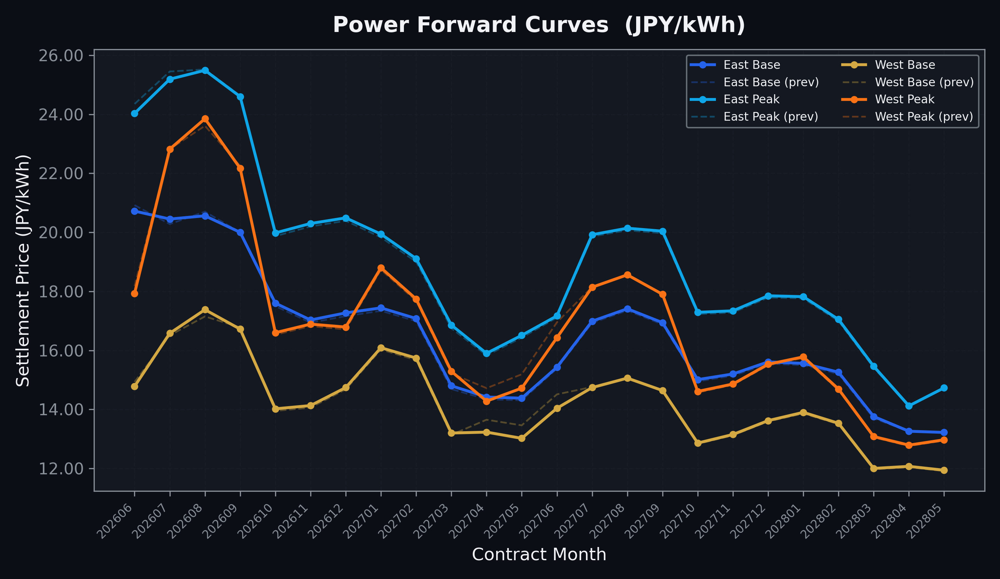 Power Forward Curves  (JPY/kWh)
Settlement Price (JPY/kWh)
26.00
24.00
22.00
20.00
18.00
16.00
14.00
12.00
East Base
East Base (prev)
East Peak
East Peak (prev)
West Base
West Base (prev)
West Peak
West Peak (prev)
202606
202607
202608
202609
202610
202611
202612
202701
202702
202703
202704
202705
202706
202707
202708
202709
202710
202711
202712
202801
202802
202803
202804
202805
Contract Month